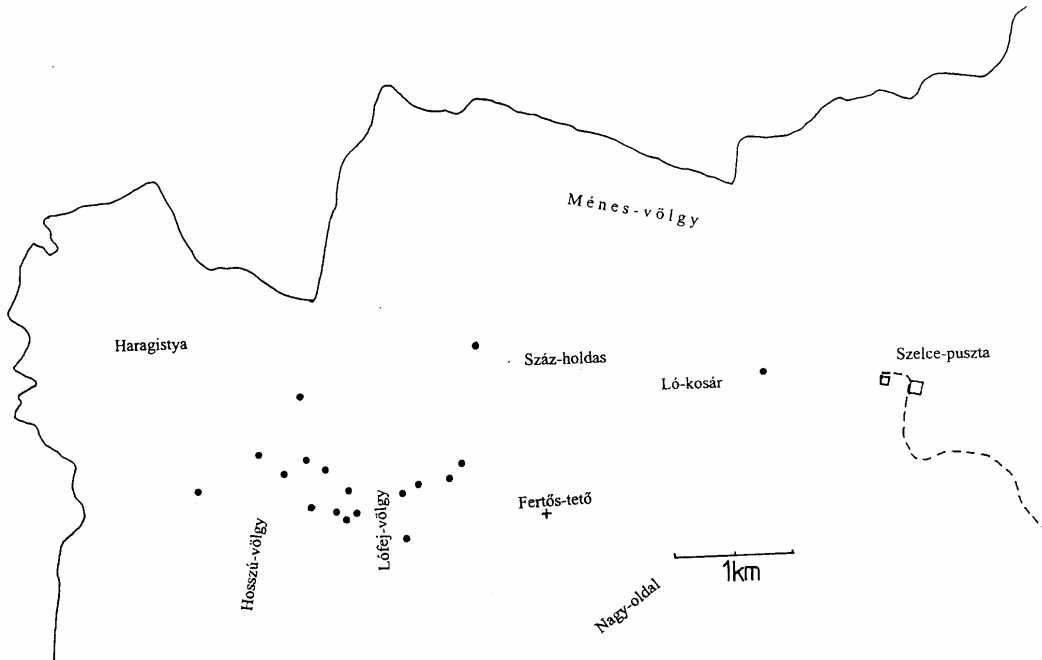 Ménes-völgy
Haragistya
Száz-holdas
Szelce-puszta
Ló-kosár
Fertős-tető
Hosszú-völgy
Lófej-völgy
1km
Nagy-oldal